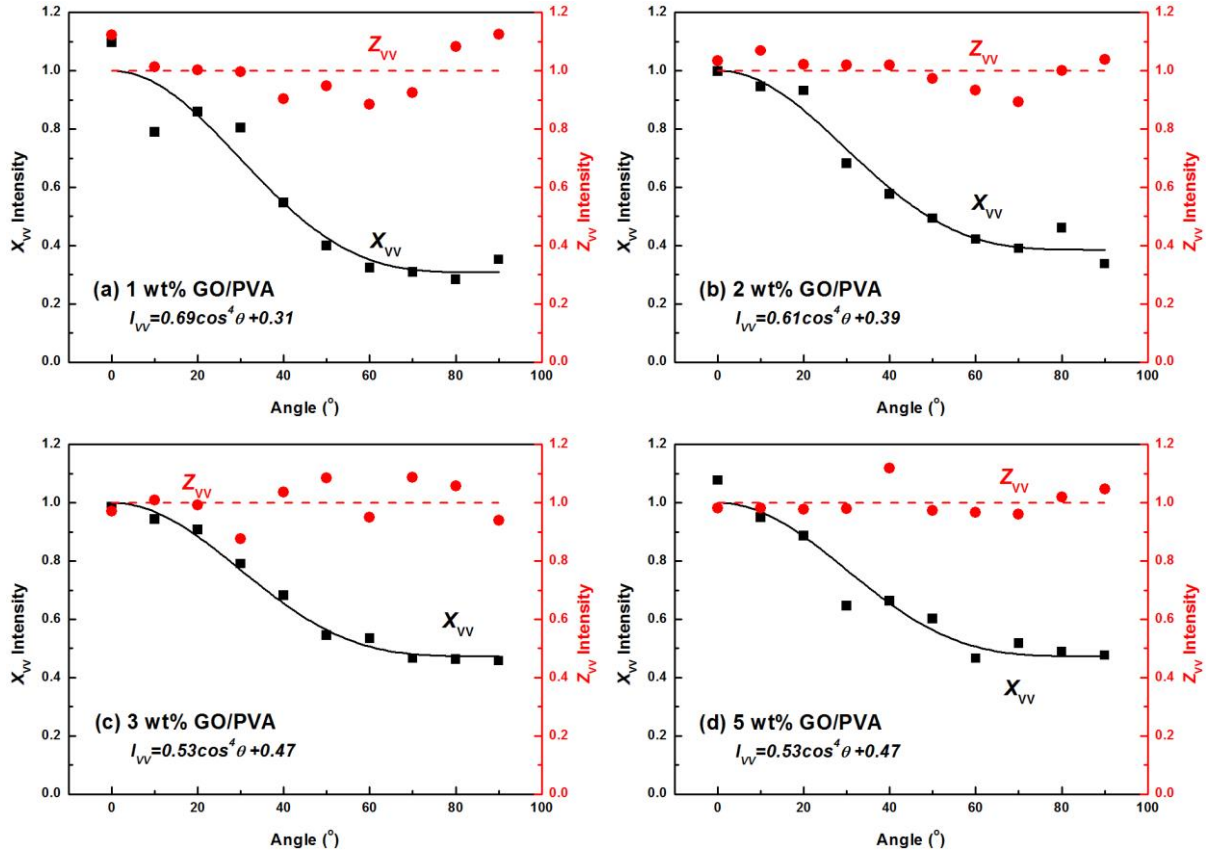 1.2
1.0
0.8
0.6
0.4
0.2
0.0
X_VV Intensity
Z_VV
X_VV
(a) 1 wt% GO/PVA
I_VV=0.69cos^4 θ+0.31
1.2
1.0
0.8
0.6
0.4
0.2
0.0
Z_VV Intensity
0 20 40 60 80 100
Angle (°)
1.2
1.0
0.8
0.6
0.4
0.2
0.0
X_VV Intensity
Z_VV
X_VV
(b) 2 wt% GO/PVA
I_VV=0.61cos^4 θ+0.39
1.2
1.0
0.8
0.6
0.4
0.2
0.0
Z_VV Intensity
0 20 40 60 80 100
Angle (°)
1.2
1.0
0.8
0.6
0.4
0.2
0.0
X_VV Intensity
Z_VV
X_VV
(c) 3 wt% GO/PVA
I_VV=0.53cos^4 θ+0.47
1.2
1.0
0.8
0.6
0.4
0.2
0.0
Z_VV Intensity
0 20 40 60 80 100
Angle (°)
1.2
1.0
0.8
0.6
0.4
0.2
0.0
X_VV Intensity
Z_VV
X_VV
(d) 5 wt% GO/PVA
I_VV=0.53cos^4 θ+0.47
1.2
1.0
0.8
0.6
0.4
0.2
0.0
Z_VV Intensity
0 20 40 60 80 100
Angle (°)